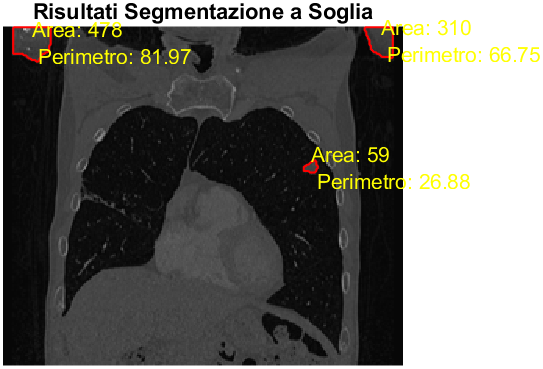 Risultati Segmentazione a Soglia
Area: 478
Perimetro: 81.97
Area: 310
Perimetro: 66.75
Area: 59
Perimetro: 26.88